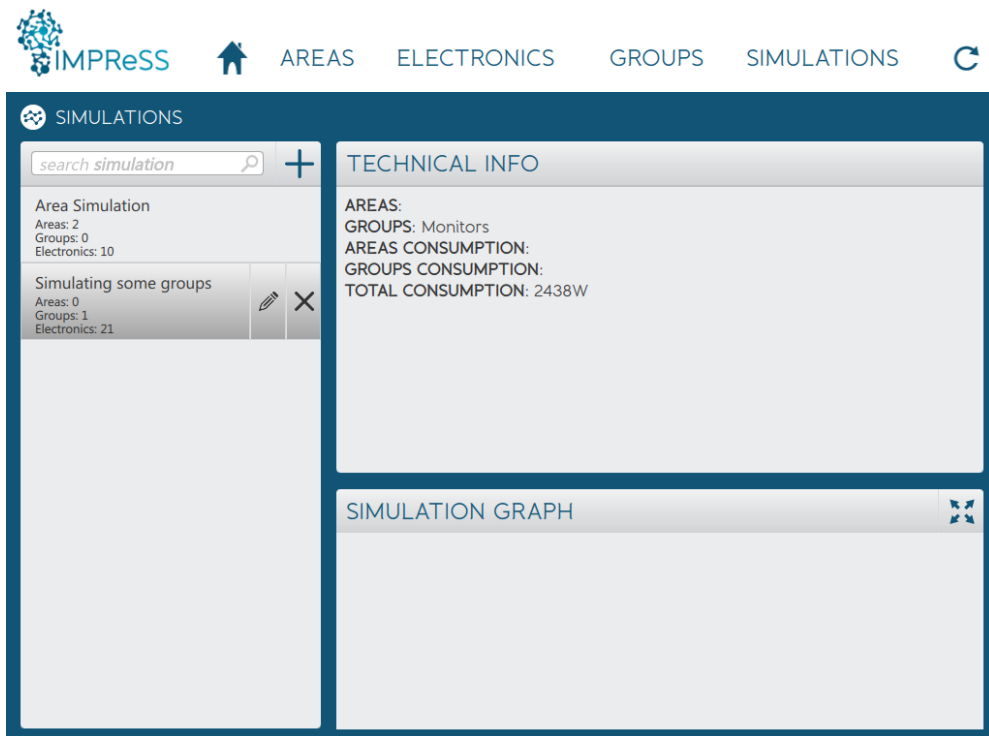 iMPReSS
AREAS ELECTRONICS GROUPS SIMULATIONS
SIMULATIONS
search simulation
Area Simulation
Areas: 2
Groups: 0
Electronics: 10
Simulating some groups
Areas: 0
Groups: 1
Electronics: 21
TECHNICAL INFO
AREAS:
GROUPS: Monitors
AREAS CONSUMPTION:
GROUPS CONSUMPTION:
TOTAL CONSUMPTION: 2438W
SIMULATION GRAPH